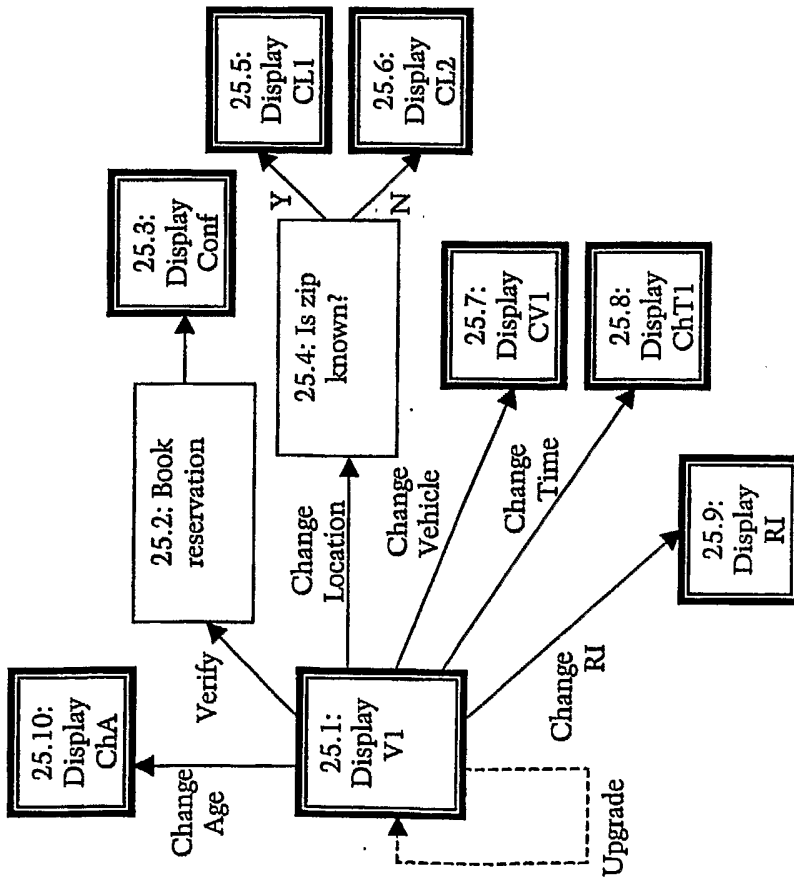 25.10:
Display
ChA
Change
Age
Verify
25.2: Book
reservation
25.3:
Display
Conf
25.1:
Display
V1
Change
Location
25.4: Is zip
known?
Y
N
25.5:
Display
CL1
25.6:
Display
CL2
Change
Vehicle
25.7:
Display
CV1
Change
Time
25.8:
Display
ChT1
Change
RI
25.9:
Display
RI
Upgrade